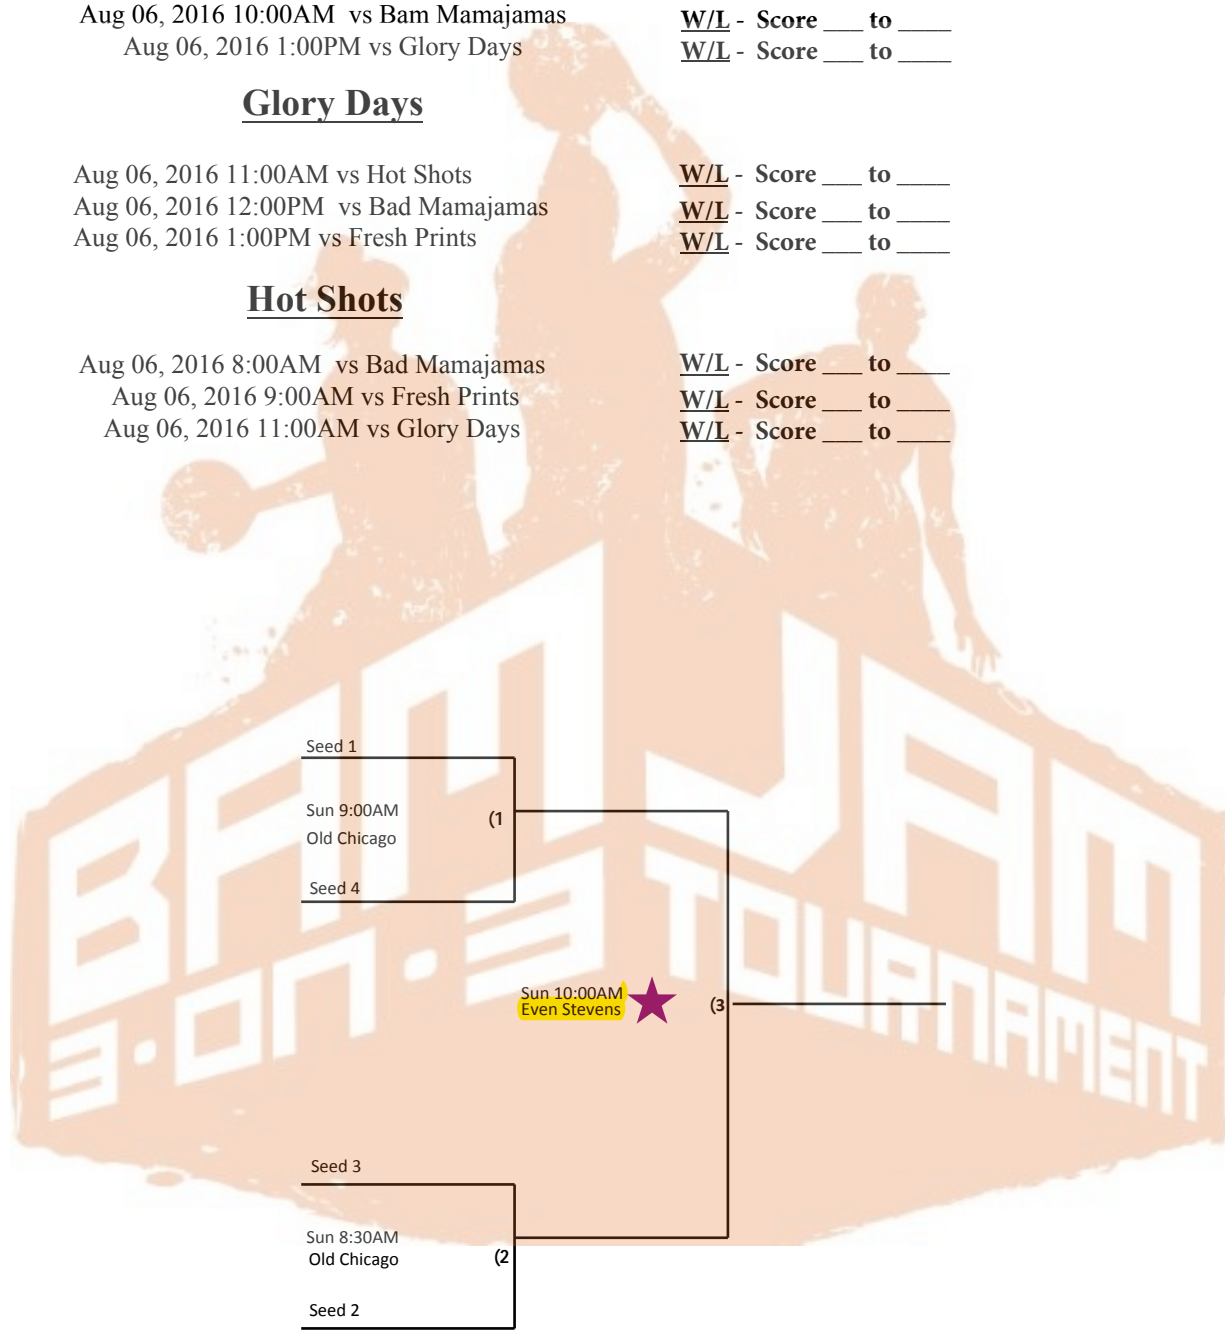 Aug 06, 2016 10:00AM  vs Bam Mamajamas W/L -  Score ___ to ____
Aug 06, 2016 1:00PM vs Glory Days W/L -  Score ___ to ____
Glory Days
Aug 06, 2016 11:00AM vs Hot Shots W/L -  Score ___ to ____
Aug 06, 2016 12:00PM  vs Bad Mamajamas W/L -  Score ___ to ____
Aug 06, 2016 1:00PM vs Fresh Prints W/L -  Score ___ to ____
Hot Shots
Aug 06, 2016 8:00AM  vs Bad Mamajamas W/L -  Score ___ to ____
Aug 06, 2016 9:00AM vs Fresh Prints W/L -  Score ___ to ____
Aug 06, 2016 11:00AM vs Glory Days W/L -  Score ___ to ____
BAM JAM
3-ON-3 TOURNAMENT
Seed 1
Sun 9:00AM
Old Chicago
(1
Seed 4
Sun 10:00AM
Even Stevens
(3
Seed 3
Sun 8:30AM
Old Chicago
(2
Seed 2